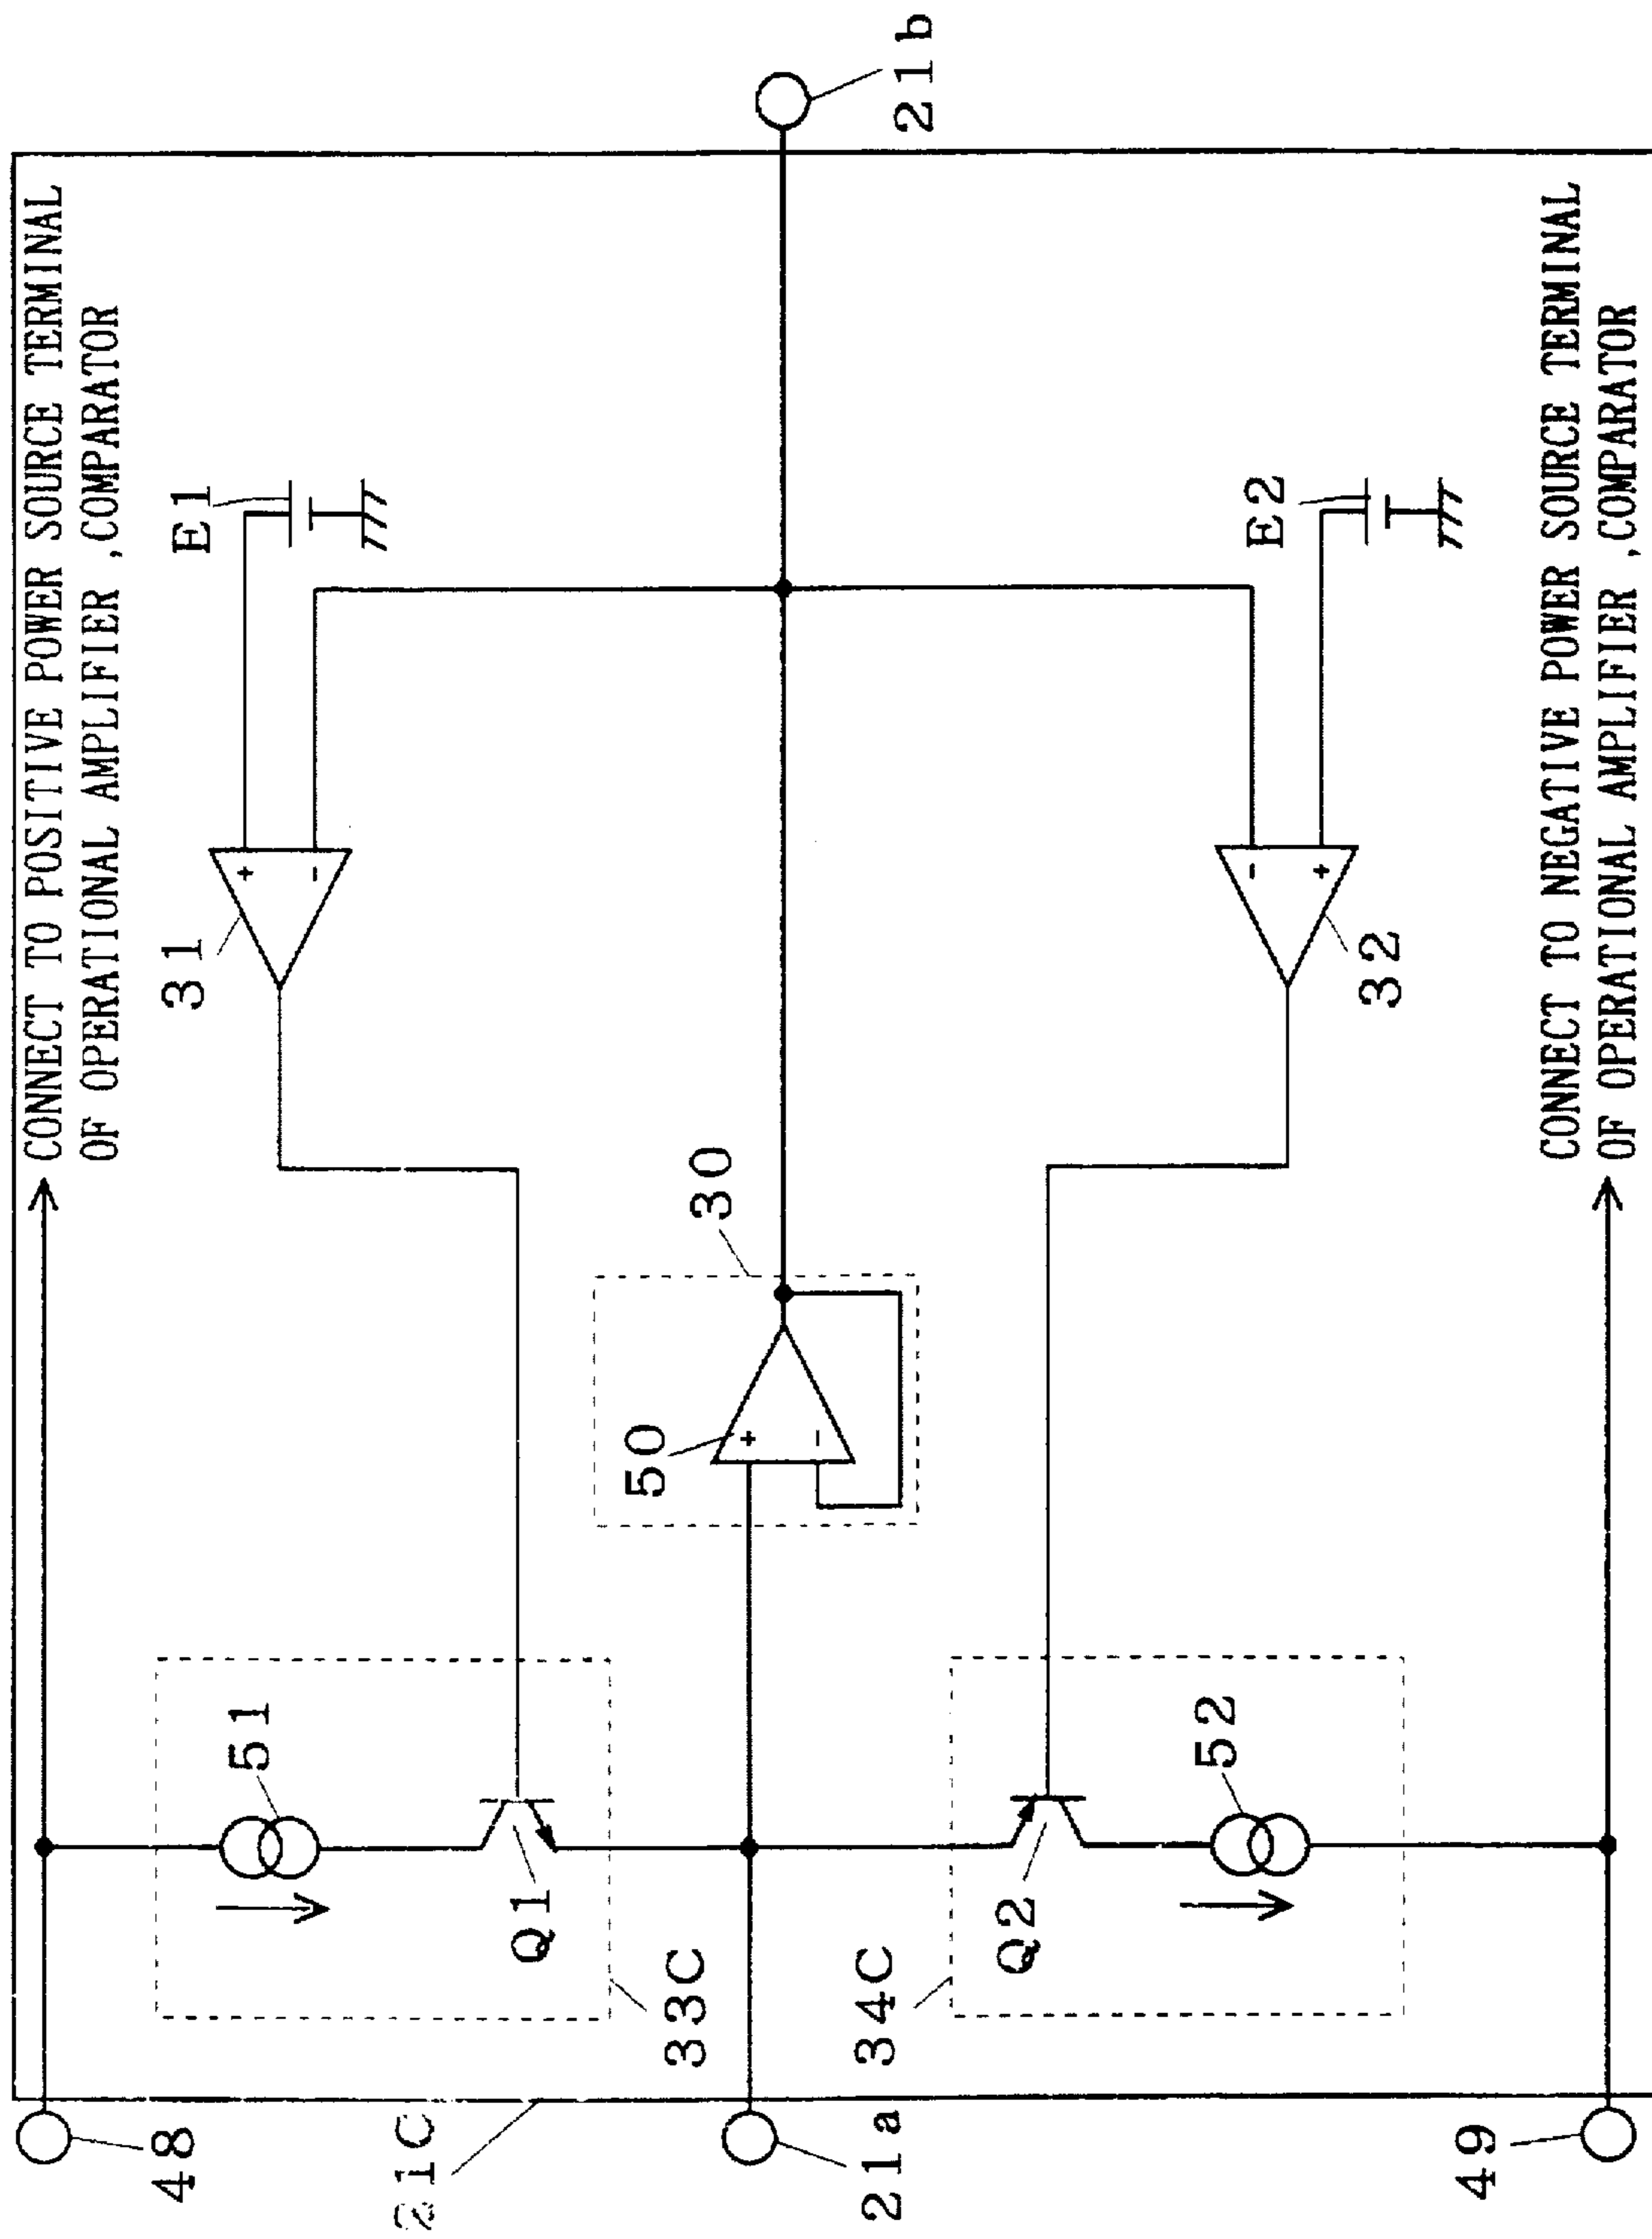 CONNECT TO POSITIVE POWER SOURCE TERMINAL
OF OPERATIONAL AMPLIFIER ,COMPARATOR
48
21C
51
Q1
33C
31
+
-
E1
21a
50
+
-
30
21b
34C
Q2
52
32
-
+
E2
49
CONNECT TO NEGATIVE POWER SOURCE TERMINAL
OF OPERATIONAL AMPLIFIER ,COMPARATOR